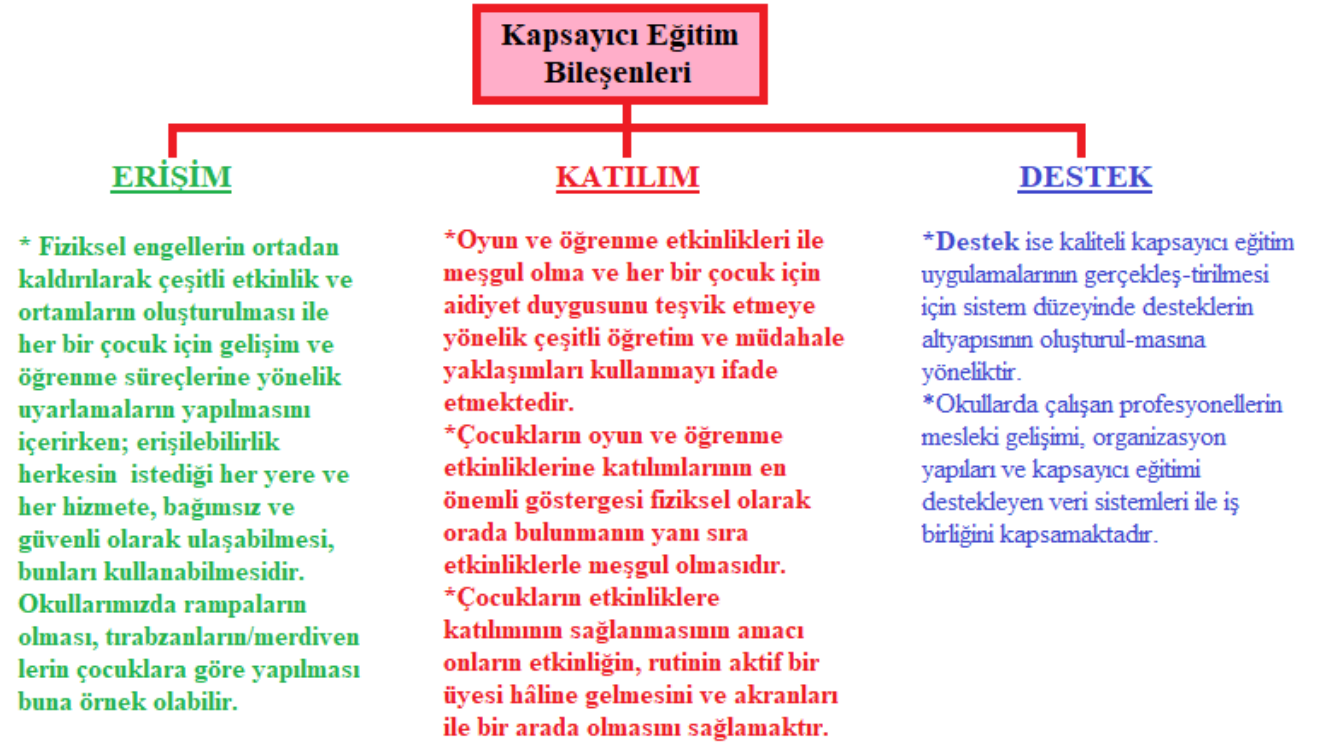 Kapsayıcı Eğitim
Bileşenleri
ERİŞİM
* Fiziksel engellerin ortadan
kaldırılarak çeşitli etkinlik ve
ortamların oluşturulması ile
her bir çocuk için gelişim ve
öğrenme süreçlerine yönelik
uyarlamaların yapılmasını
içerirken; erişilebilirlik
herkesin istediği her yere ve
her hizmete, bağımsız ve
güvenli olarak ulaşabilmesi,
bunları kullanabilmesidir.
Okullarımızda rampaların
olması, tırabzanların/merdiven
lerin çocuklara göre yapılması
buna örnek olabilir.
KATILIM
*Oyun ve öğrenme etkinlikleri ile
meşgul olma ve her bir çocuk için
aidiyet duygusunu teşvik etmeye
yönelik çeşitli öğretim ve müdahale
yaklaşımları kullanmayı ifade
etmektedir.
*Çocukların oyun ve öğrenme
etkinliklerine katılımlarının en
önemli göstergesi fiziksel olarak
orada bulunmanın yanı sıra
etkinliklerle meşgul olmasıdır.
*Çocukların etkinliklere
katılımının sağlanmasının amacı
onların etkinliğin, rutinin aktif bir
üyesi hâline gelmesini ve akranları
ile bir arada olmasını sağlamaktır.
DESTEK
*Destek ise kaliteli kapsayıcı eğitim
uygulamalarının gerçekleş-tirilmesi
için sistem düzeyinde desteklerin
altyapısının oluşturul-masına
yöneliktir.
*Okullarda çalışan profesyonellerin
mesleki gelişimi, organizasyon
yapıları ve kapsayıcı eğitimi
destekleyen veri sistemleri ile iş
birliğini kapsamaktadır.